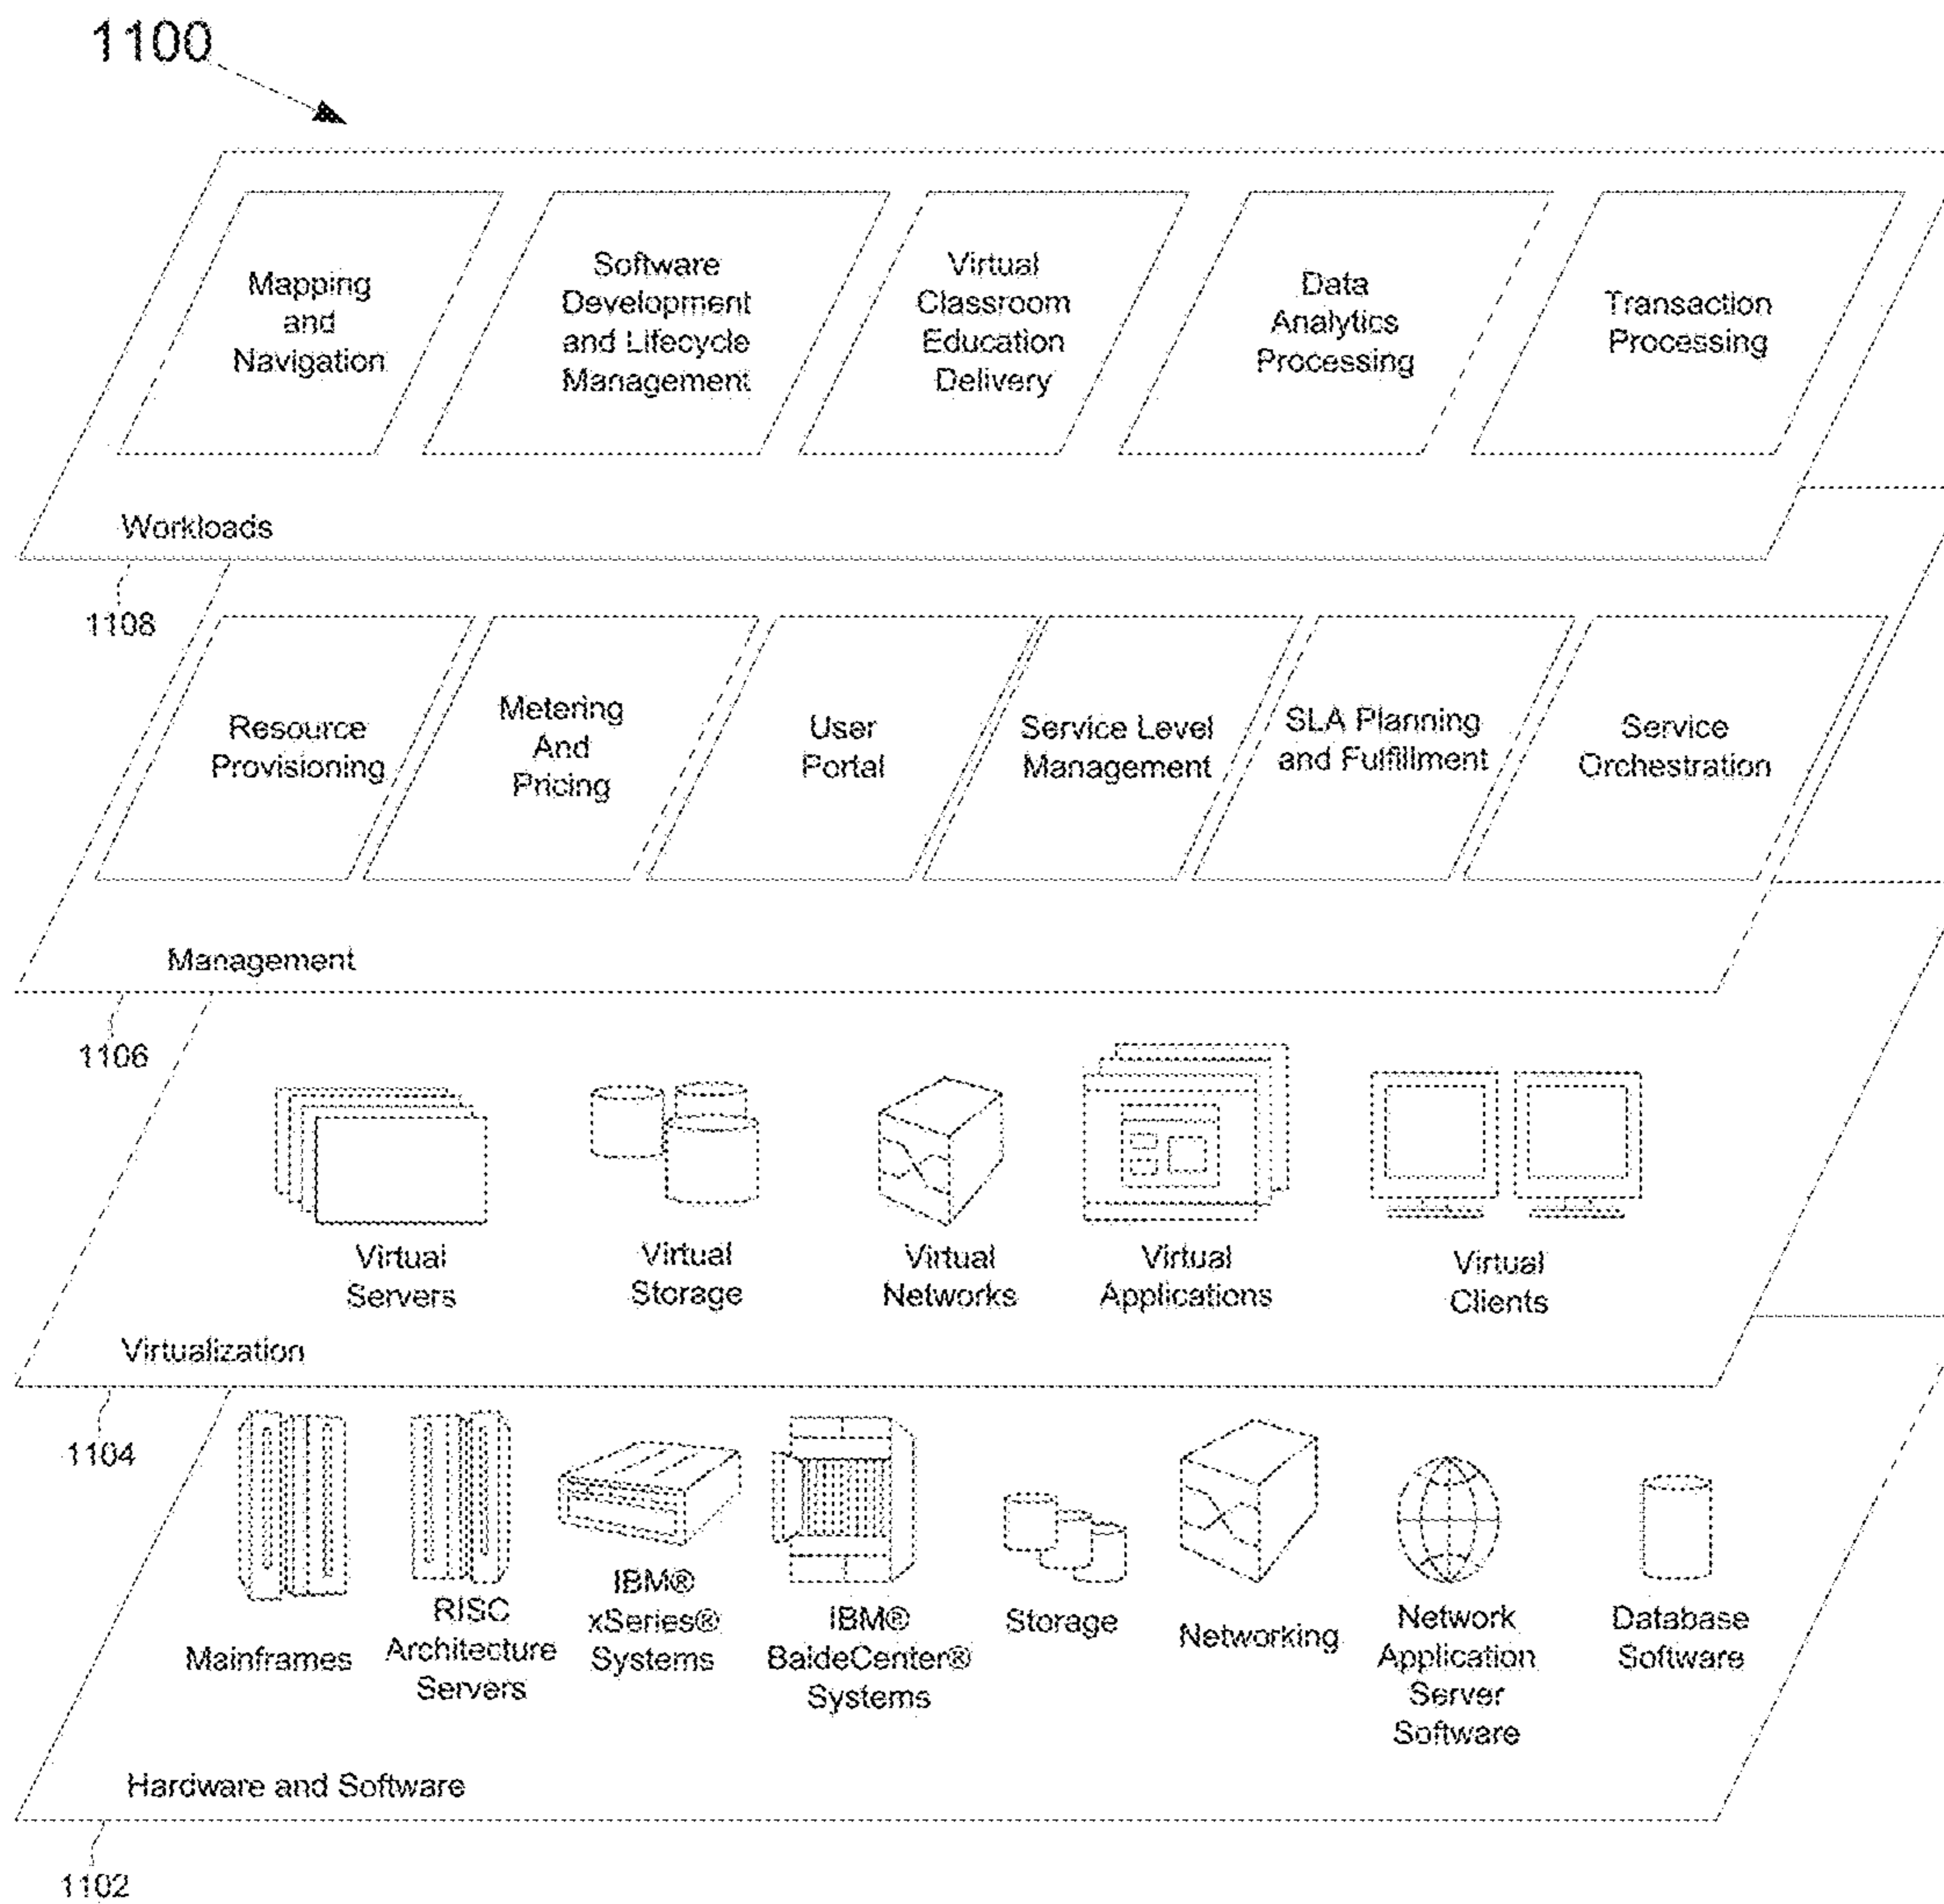 1100
Mapping
and
Navigation
Software
Development
and Lifecycle
Management
Virtual
Classroom
Education
Delivery
Data
Analytics
Processing
Transaction
Processing
Workloads
1108
Resource
Provisioning
Metering
And
Pricing
User
Portal
Service Level
Management
SLA Planning
and Fulfillment
Service
Orchestration
Management
1106
Virtual
Servers
Virtual
Storage
Virtual
Networks
Virtual
Applications
Virtual
Clients
Virtualization
1104
Mainframes
RISC
Architecture
Servers
IBM®
xSeries®
Systems
IBM®
BaideCenter®
Systems
Storage
Networking
Network
Application
Server
Software
Database
Software
Hardware and Software
1102